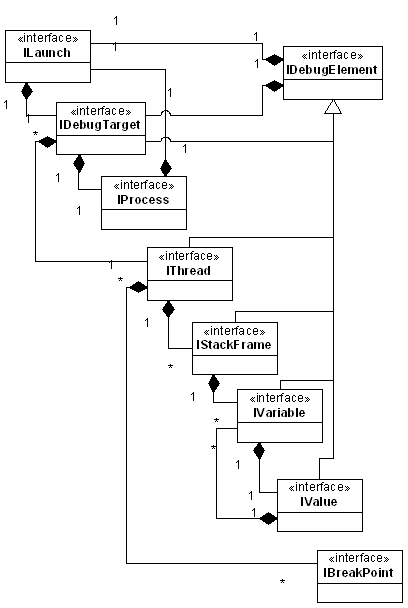 1
«interface»
ILaunch
1
1
«interface»
IDebugElement
1
1
1
1
1
«interface»
IDebugTarget
*
1
1
1
«interface»
IProcess
1
«interface»
IThread
*
1
«interface»
IStackFrame
*
1
«interface»
IVariable
*
*
1
1
«interface»
IValue
1
«interface»
IBreakPoint
*